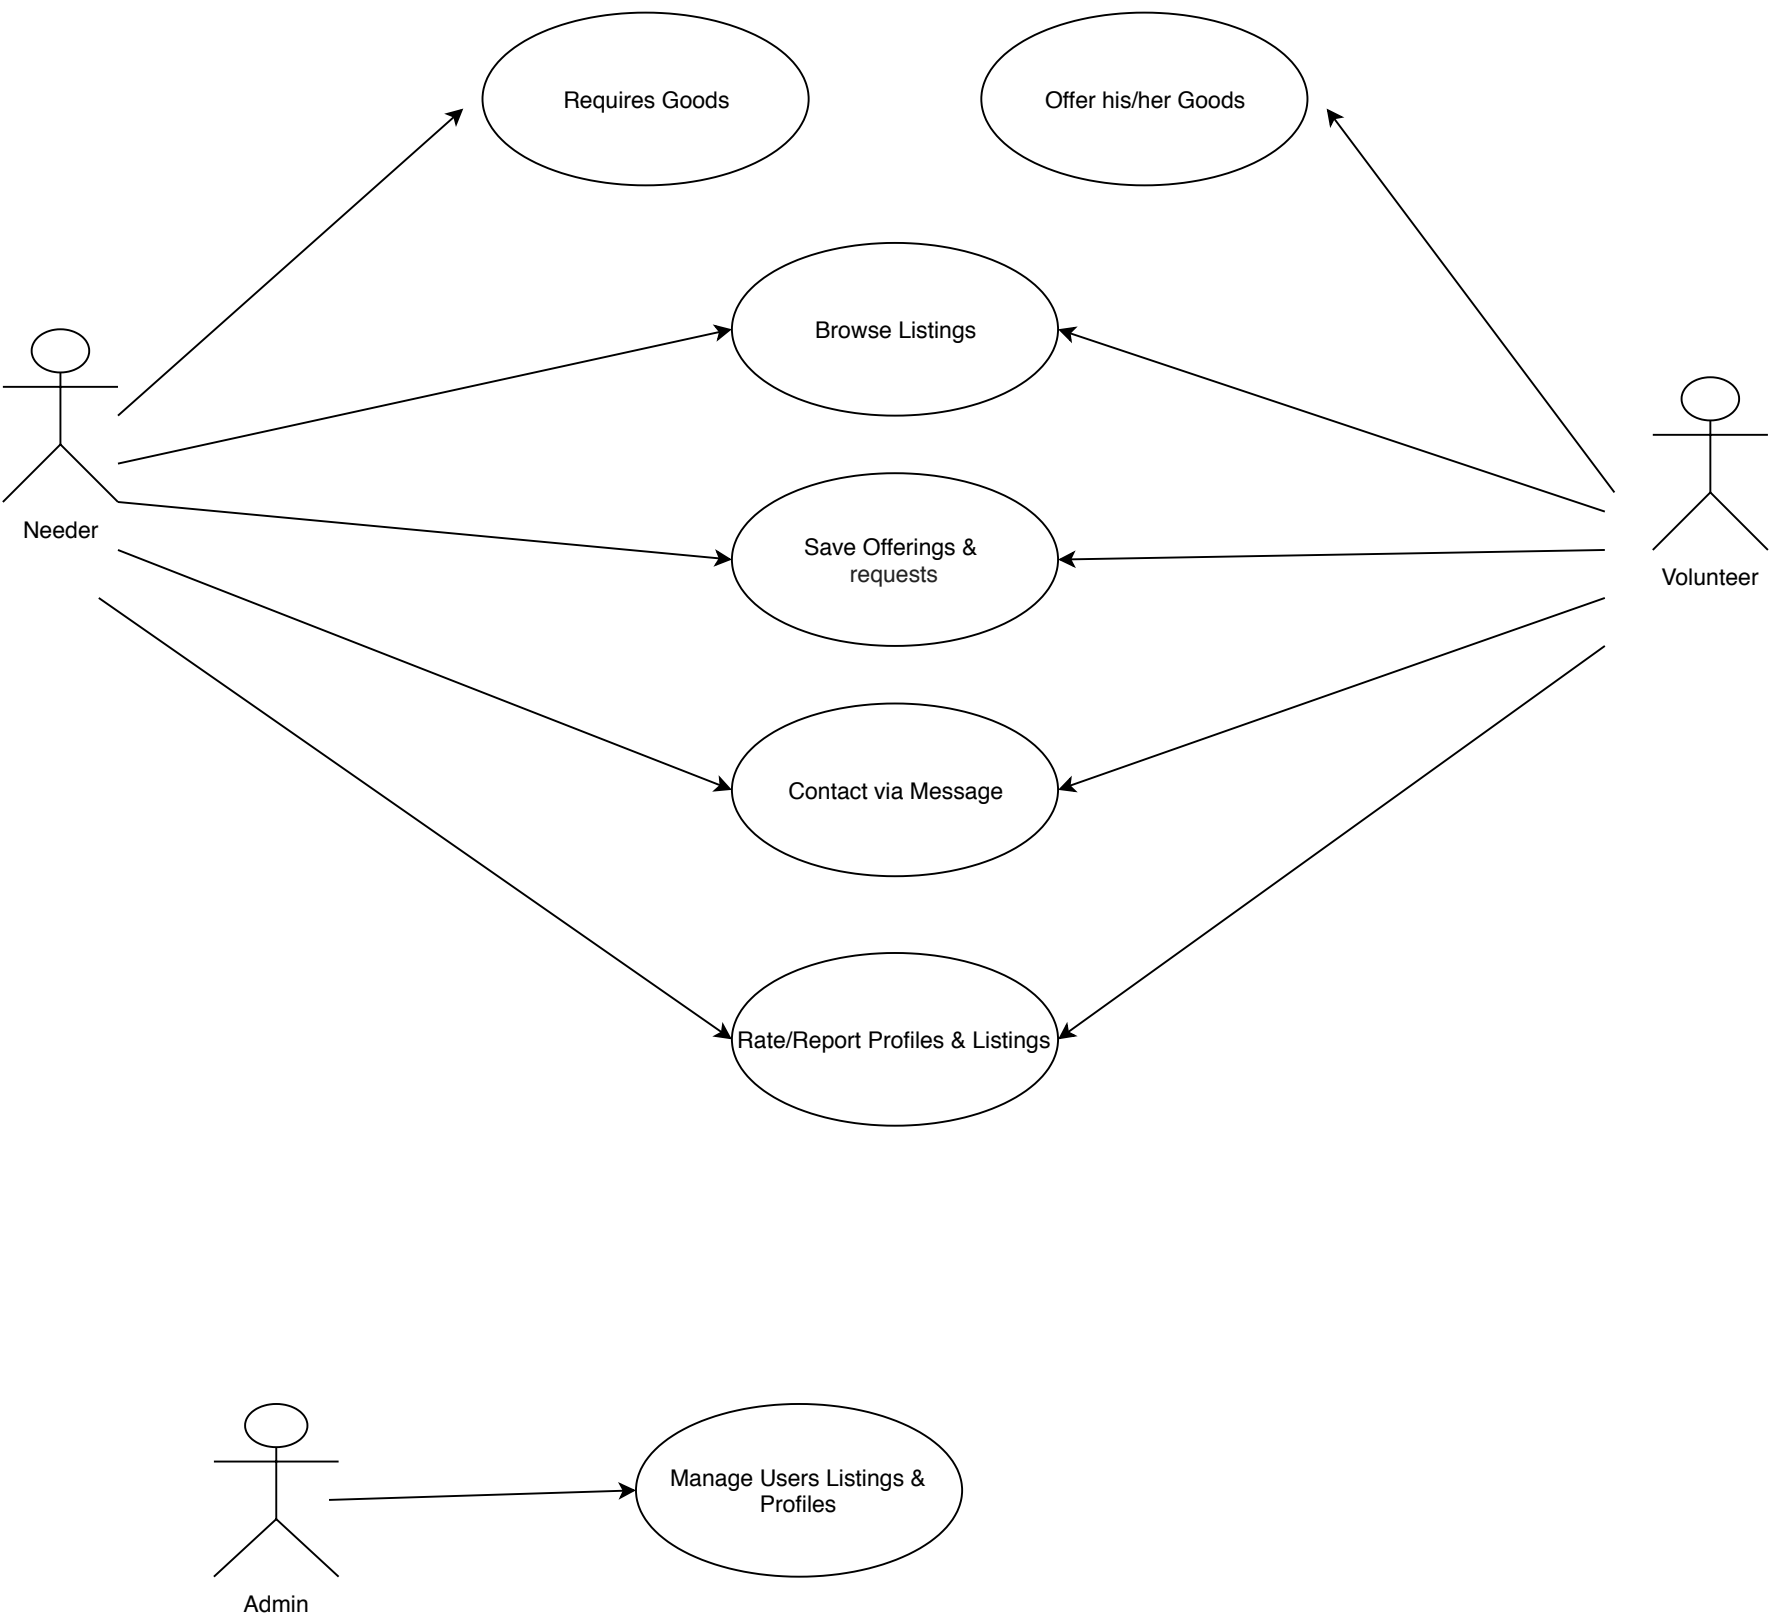 Requires Goods
Offer his/her Goods
Browse Listings
Needer
Save Offerings &
requests
Volunteer
Contact via Message
Rate/Report Profiles & Listings
Manage Users Listings &
Profiles
Admin